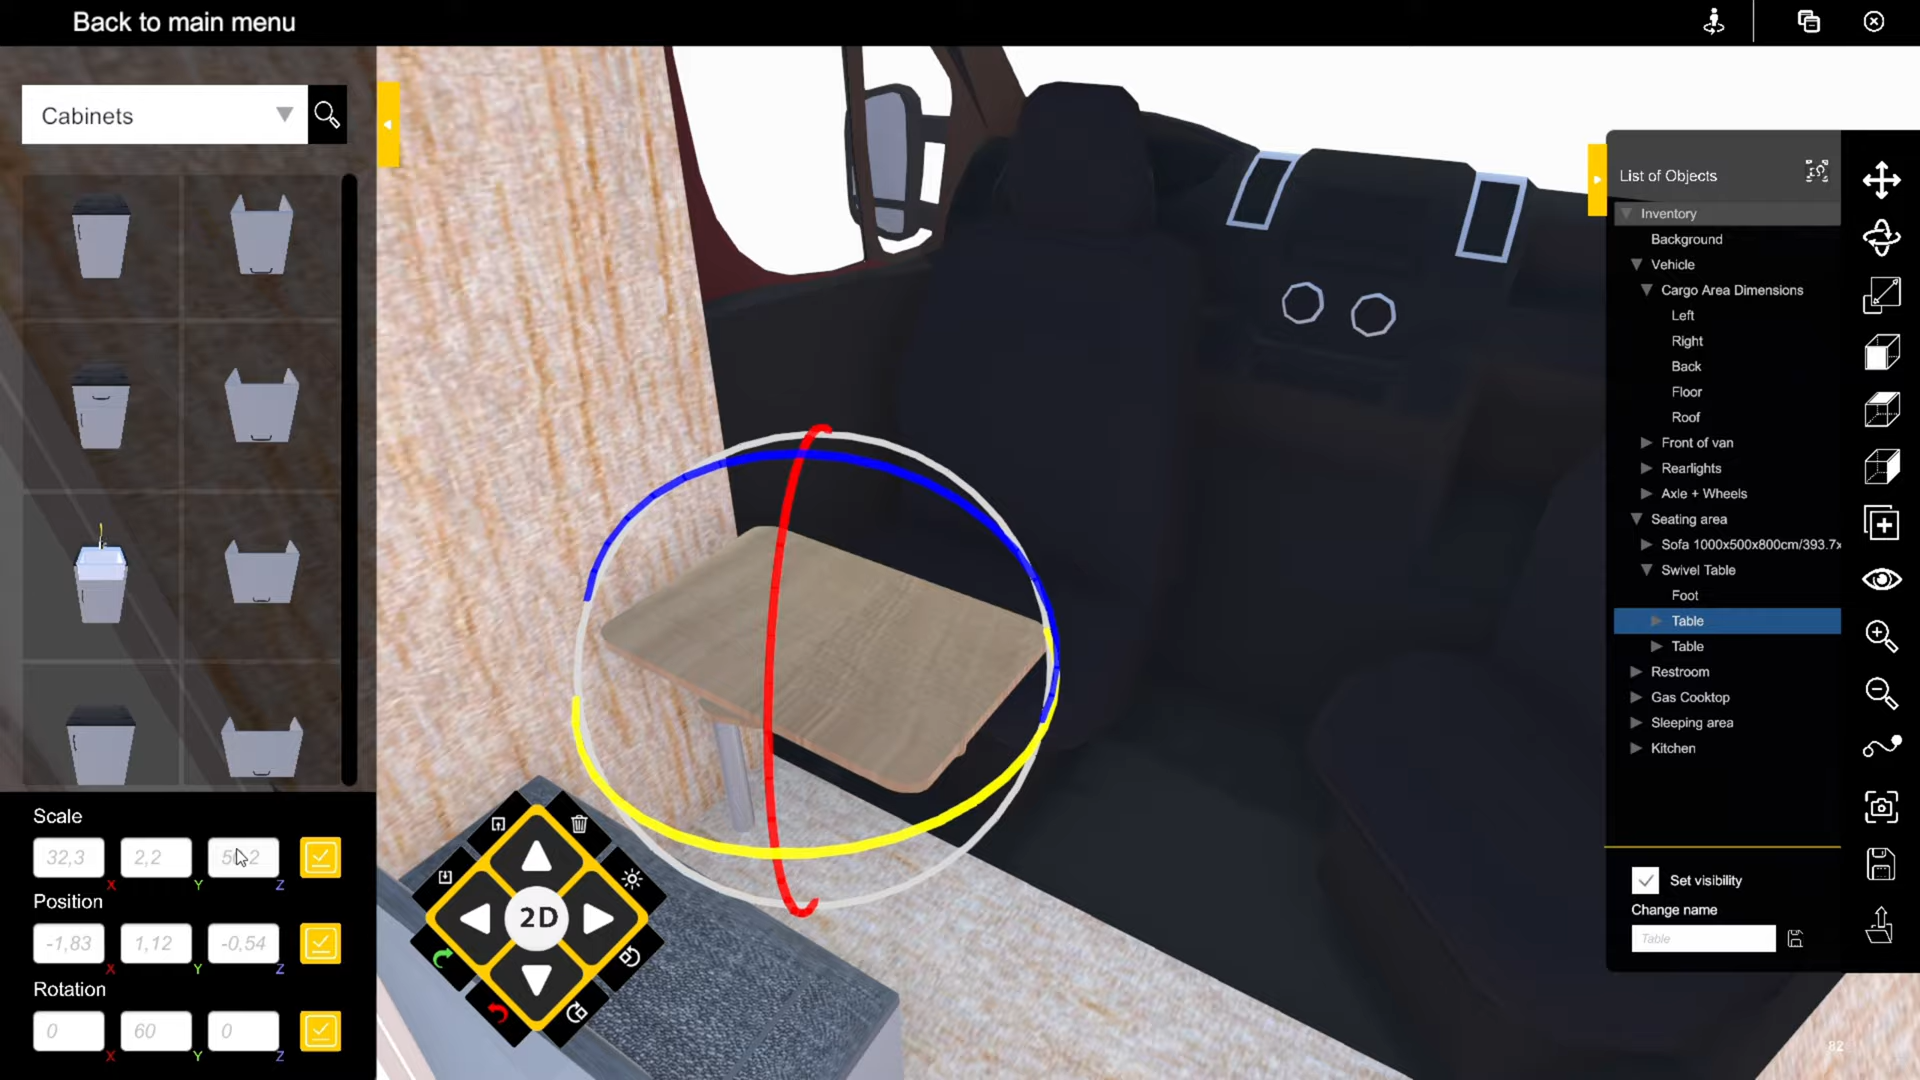 Back to main menu
Cabinets
Scale
32,3
2,2
X
Y
Z
Position
-1,83
1,12
-0,54
X
Y
Z
Rotation
0
60
0
X
Y
Z
2D
List of Objects
Inventory
Background
Vehicle
Cargo Area Dimensions
Left
Right
Back
Floor
Roof
Front of van
Rearlights
Axle + Wheels
Seating area
Sofa 1000x500x800cm/393.7x
Swivel Table
Foot
Table
Table
Restroom
Gas Cooktop
Sleeping area
Kitchen
Set visibility
Change name
Table
82